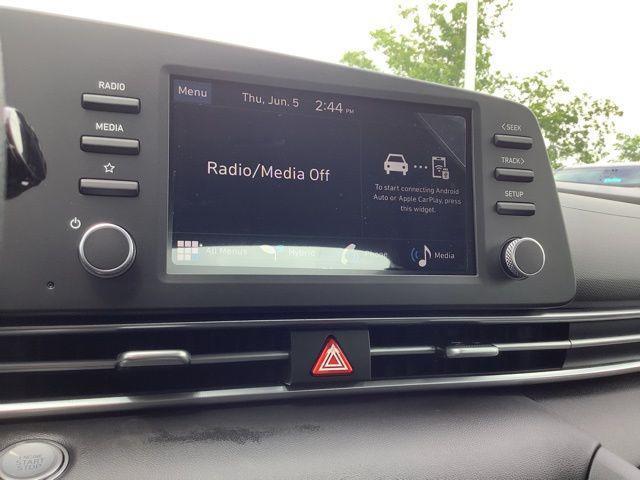 RADIO
MEDIA
Menu
Thu, Jun. 5 2:44 PM
Radio/Media Off
To start connecting Android
Auto or Apple CarPlay, press
this widget.
All Menus
Hybrid
Phone
Media
< SEEK
TRACK >
SETUP
ENGINE
START
STOP